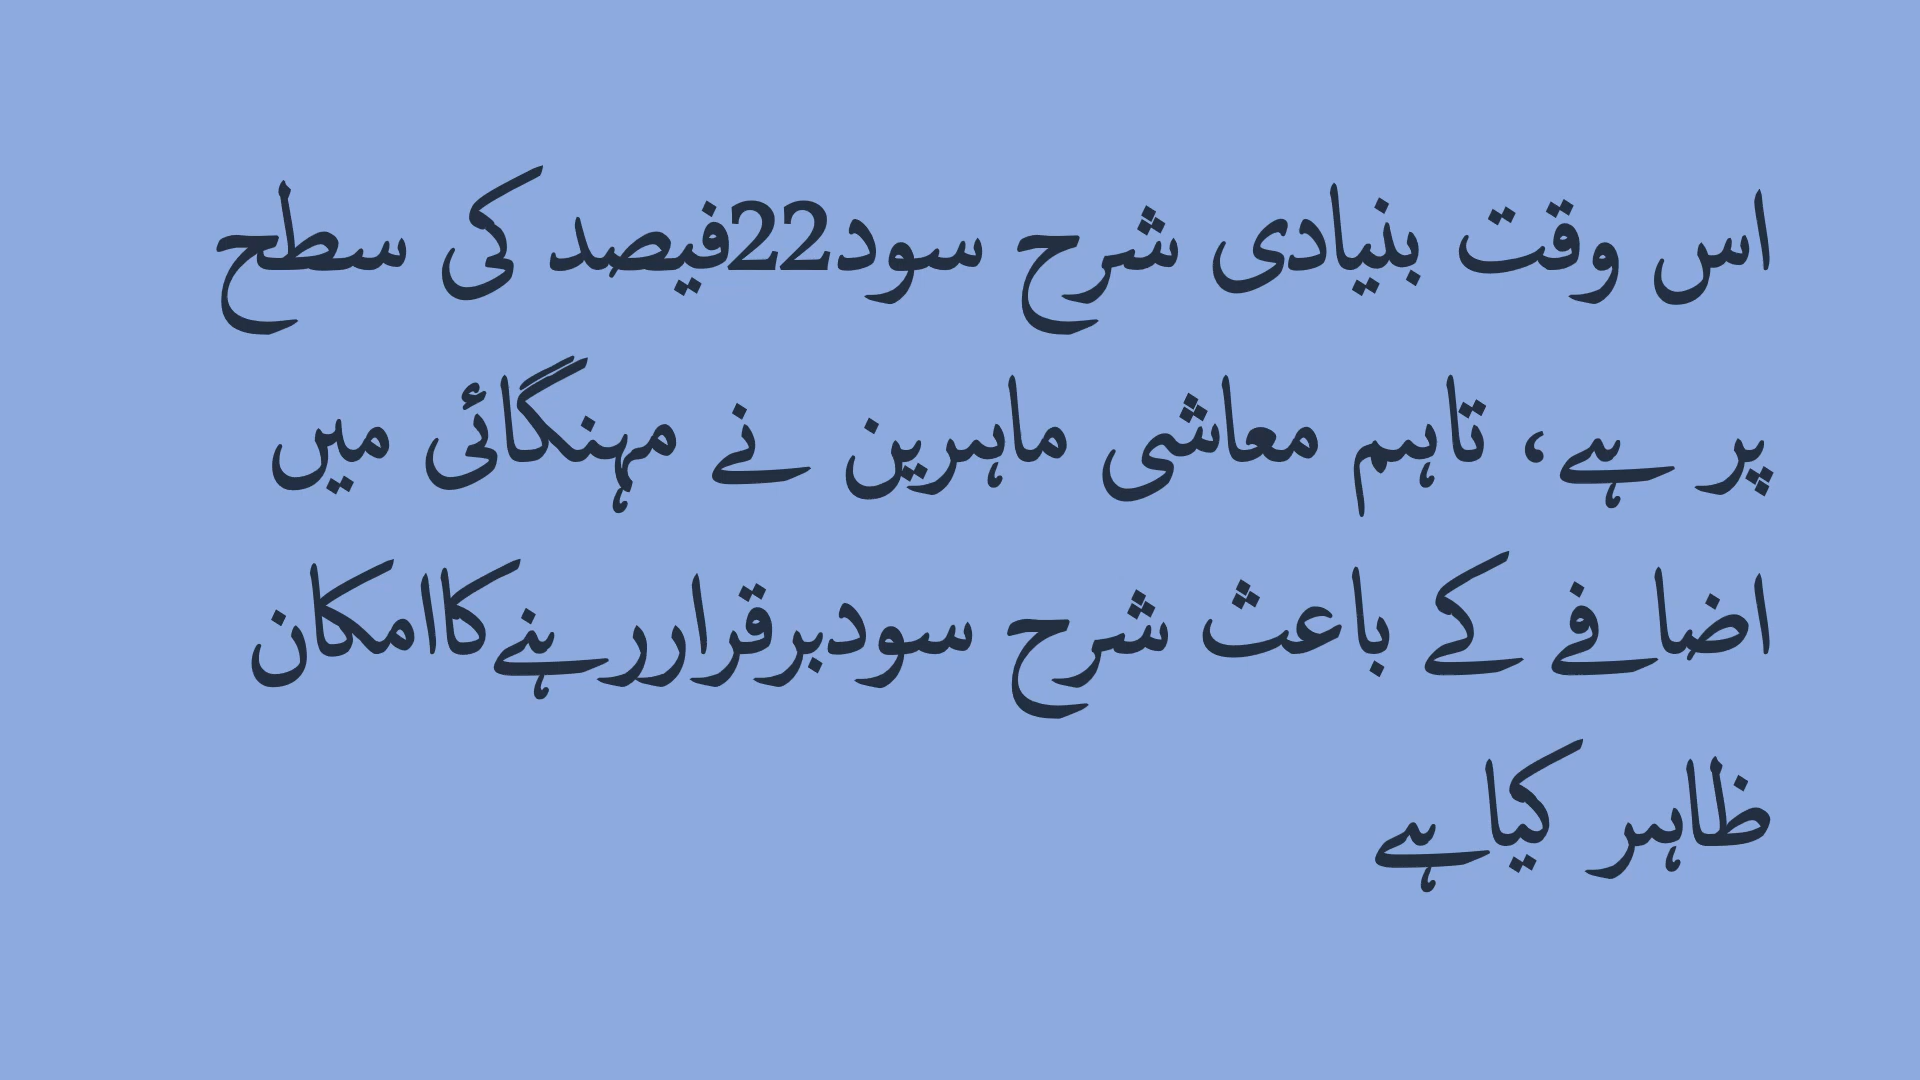 اس وقت بنیادی شرح سود22فیصد کی سطح
پر ہے، تاہم معاشی ماہرین نے مہنگائی میں
اضافے کے باعث شرح سودبرقراررہنےکاامکان
ظاہر کیاہے